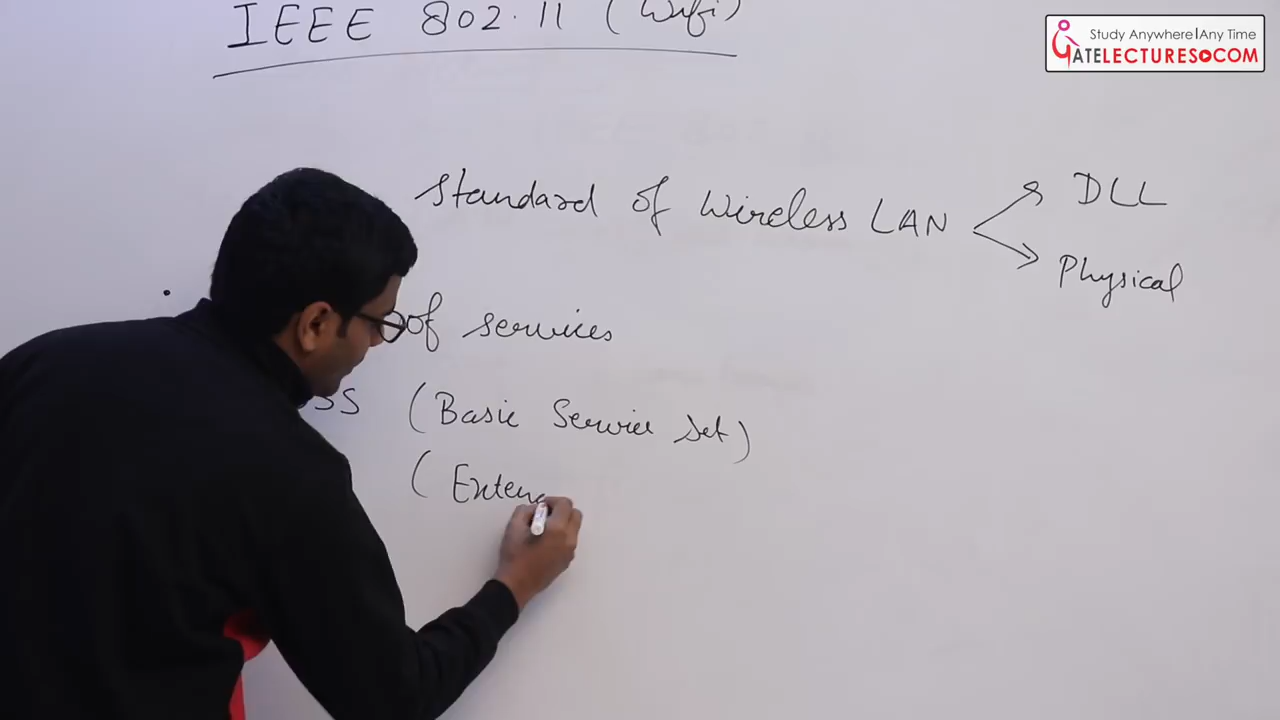 IEEE 802.11 (Wifi)
Study Anywhere|Any Time
GATELECTURES.COM
Standard of Wireless LAN
DLL
Physical
of services
SS (Basic Service Set)
( Exten